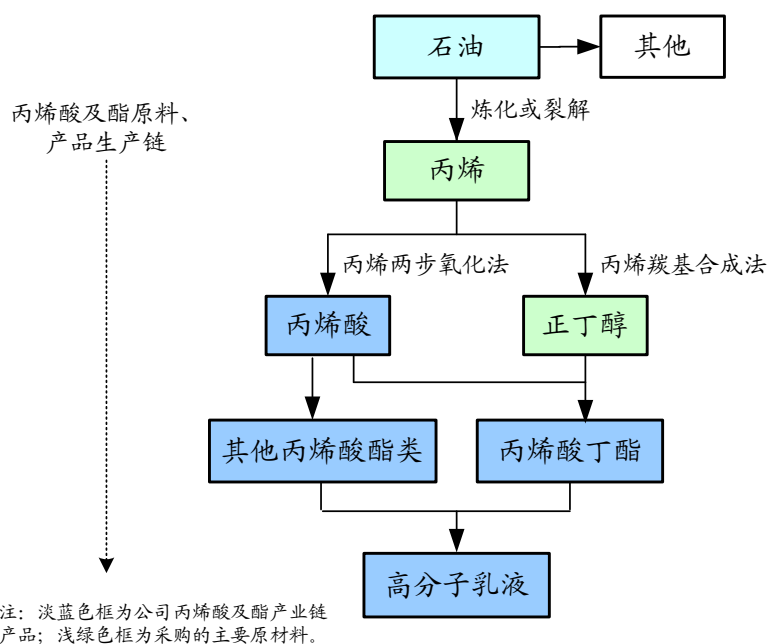 石油
其他
炼化或裂解
丙烯酸及酯原料、
产品生产链
丙烯
丙烯两步氧化法
丙烯羰基合成法
丙烯酸
正丁醇
其他丙烯酸酯类
丙烯酸丁酯
高分子乳液
注：淡蓝色框为公司丙烯酸及酯产业链
产品；浅绿色框为采购的主要原材料。